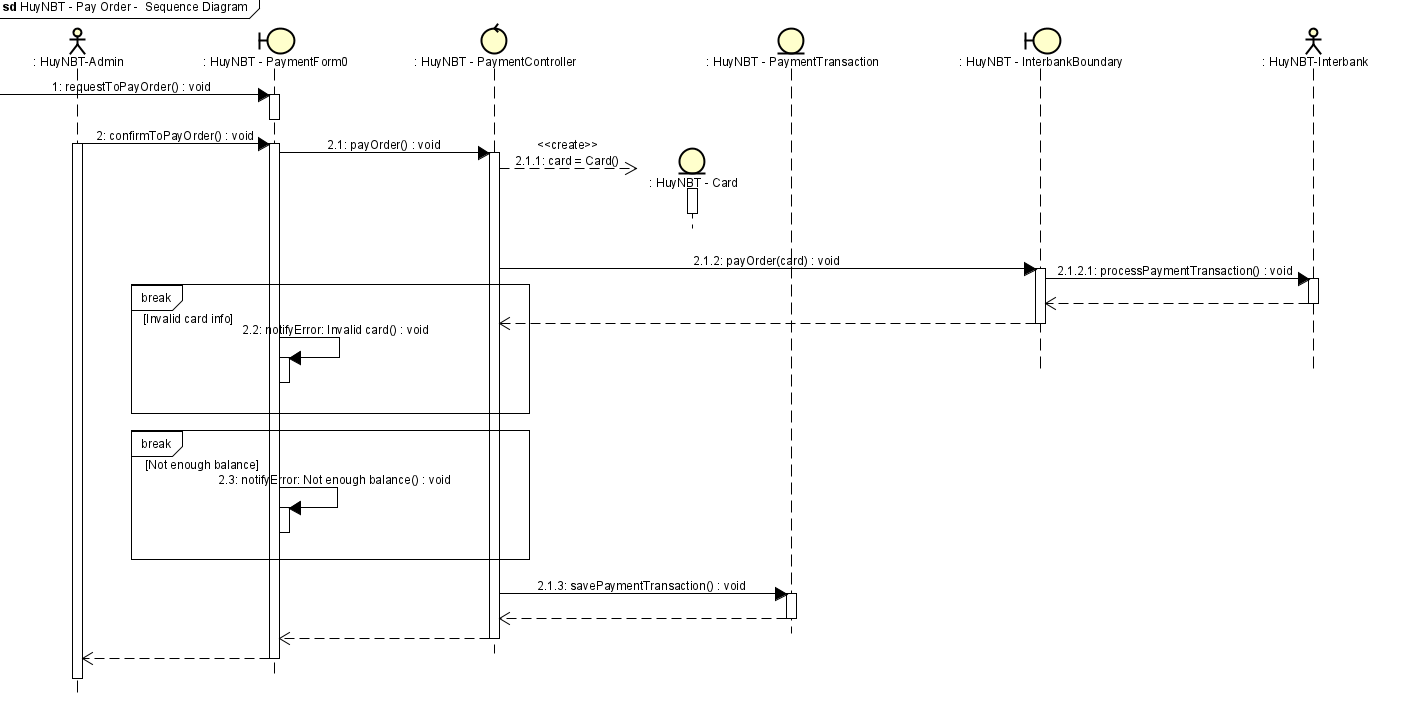 sd HuyNBT - Pay Order -  Sequence Diagram
: HuyNBT-Admin
: HuyNBT - PaymentForm0
: HuyNBT - PaymentController
: HuyNBT - PaymentTransaction
: HuyNBT - InterbankBoundary
: HuyNBT-Interbank
1: requestToPayOrder() : void
2: confirmToPayOrder() : void
2.1: payOrder() : void
<<create>>
2.1.1: card = Card()
: HuyNBT - Card
2.1.2: payOrder(card) : void
2.1.2.1: processPaymentTransaction() : void
break
[Invalid card info]
2.2: notifyError: Invalid card() : void
break
[Not enough balance]
2.3: notifyError: Not enough balance() : void
2.1.3: savePaymentTransaction() : void